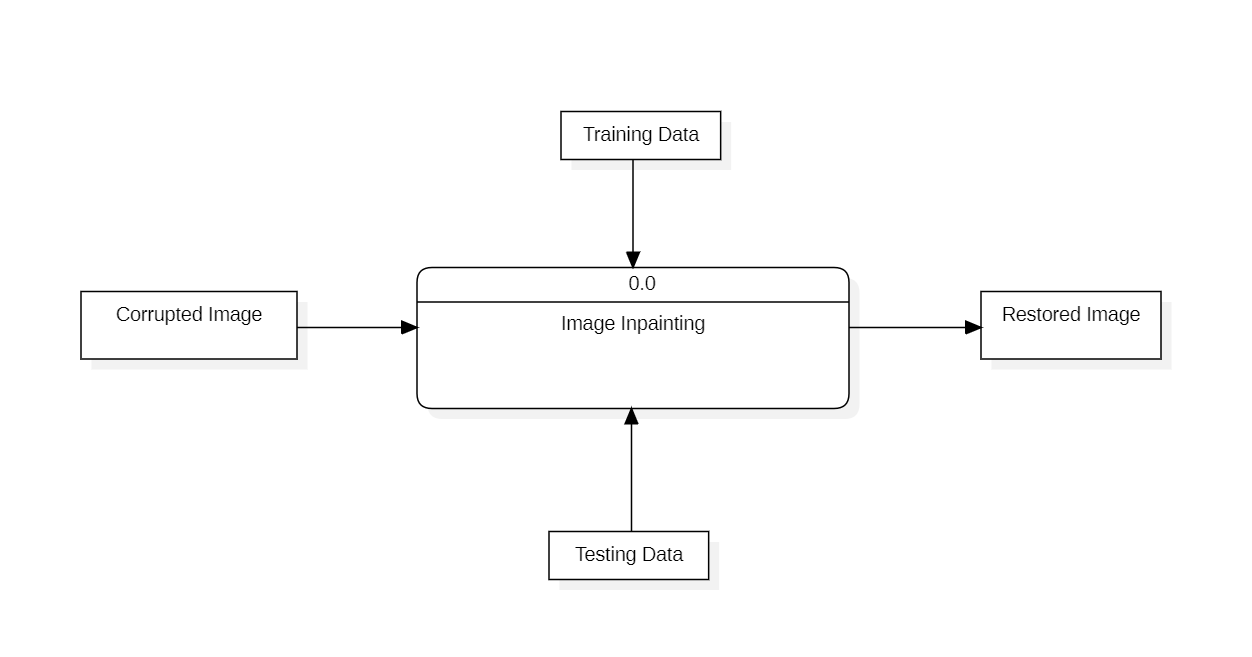 Training Data
0.0
Corrupted Image
Image Inpainting
Restored Image
Testing Data